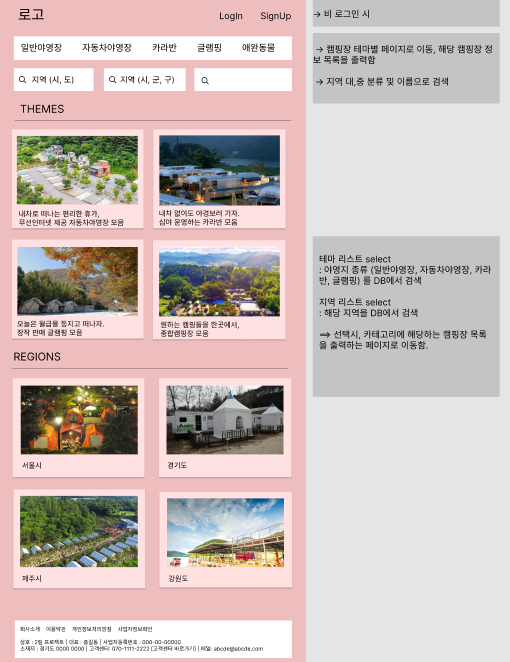 로고
LogIn SignUp
→ 비 로그인 시
일반야영장 자동차야영장 카라반 글램핑 애완동물
→ 캠핑장 테마별 페이지로 이동, 해당 캠핑장 정
보 목록을 출력함
→ 지역 대,중 분류 및 이름으로 검색
지역 (시, 도) 지역 (시, 군, 구)
THEMES
내차로 떠나는 편리한 휴가,
무선인터넷 제공 자동차야영장 모음
내차 없이도 야경보러 기자.
심야 운영하는 카라반 모음
오늘은 월급을 등지고 떠나자.
장작 판매 글램핑 모음
원하는 캠핑들을 한곳에서,
종합캠핑장 모음
테마 리스트 select
: 야영지 종류 (일반야영장, 자동차야영장, 카라
반, 글램핑) 를 DB에서 검색
지역 리스트 select
: 해당 지역을 DB에서 검색
⟹ 선택시, 카테고리에 해당하는 캠핑장 목록
을 출력하는 페이지로 이동함.
REGIONS
서울시
경기도
제주시
강원도
회사소개 이용약관 개인정보처리방침 사업자정보확인
상호 : 2팀 프로젝트 | 대표 : 홍길동 | 사업자등록번호 : 000-00-00000
소재지 : 경기도 0000 0000 | 고객센터: 070-1111-2222 [고객센터 바로가기] | 메일: abcde@abcde.com